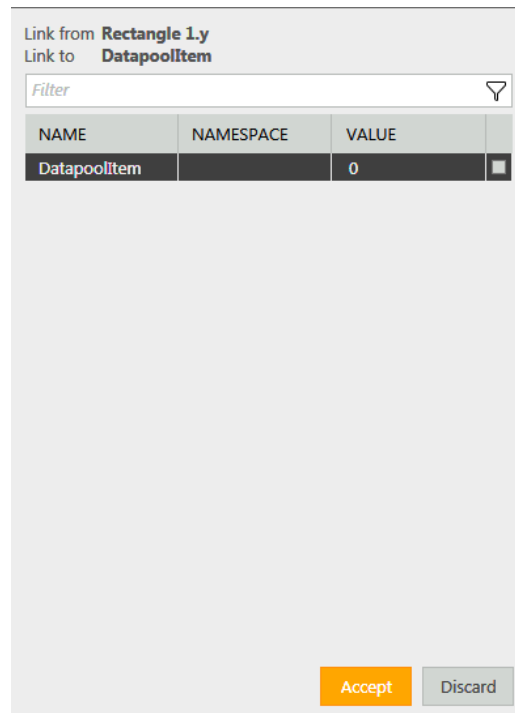 Link from Rectangle 1.y
Link to DatapoolItem
Filter
NAME NAMESPACE VALUE
DatapoolItem 0
Accept Discard